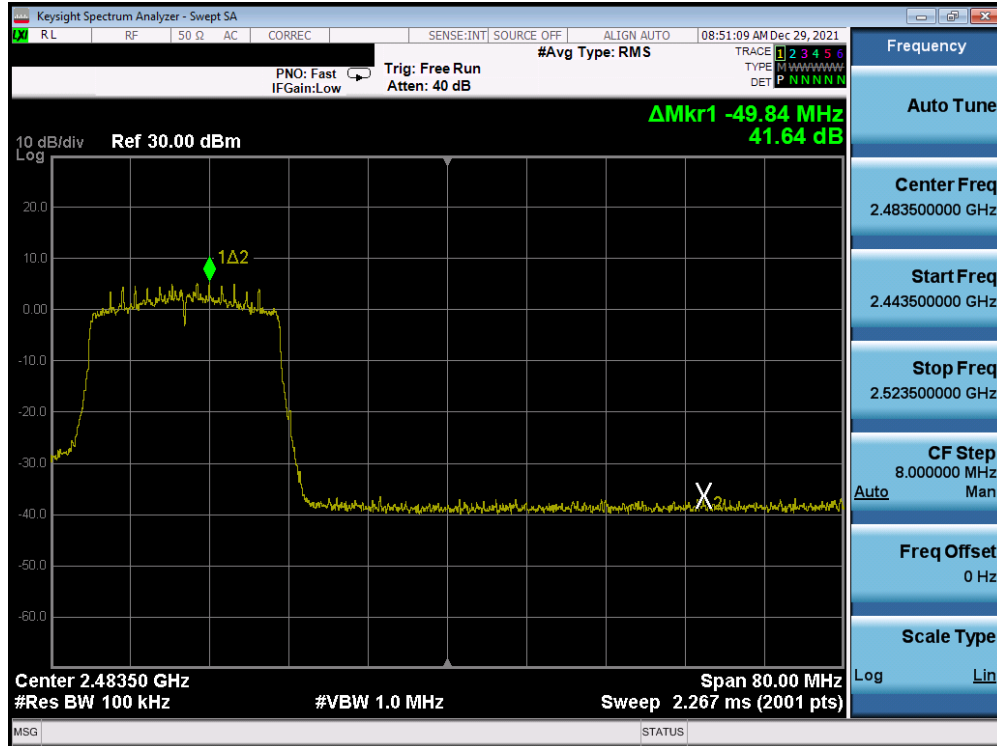 Keysight Spectrum Analyzer - Swept SA
LXI RL RF 50 Ω AC CORREC SENSE:INT SOURCE OFF ALIGN AUTO 08:51:09 AM Dec 29, 2021
#Avg Type: RMS
TRACE 1 2 3 4 5 6
PNO: Fast Trig: Free Run TYPE M WWWWW
IFGain:Low Atten: 40 dB DET P N N N N N
ΔMkr1 -49.84 MHz
41.64 dB
10 dB/div Ref 30.00 dBm
Log
20.0
10.0
1Δ2
0.00
-10.0
-20.0
-30.0
X2
-40.0
-50.0
-60.0
Center 2.48350 GHz Span 80.00 MHz
#Res BW 100 kHz #VBW 1.0 MHz Sweep 2.267 ms (2001 pts)
MSG STATUS
Frequency
Auto Tune
Center Freq
2.483500000 GHz
Start Freq
2.443500000 GHz
Stop Freq
2.523500000 GHz
CF Step
8.000000 MHz
Auto Man
Freq Offset
0 Hz
Scale Type
Log Lin